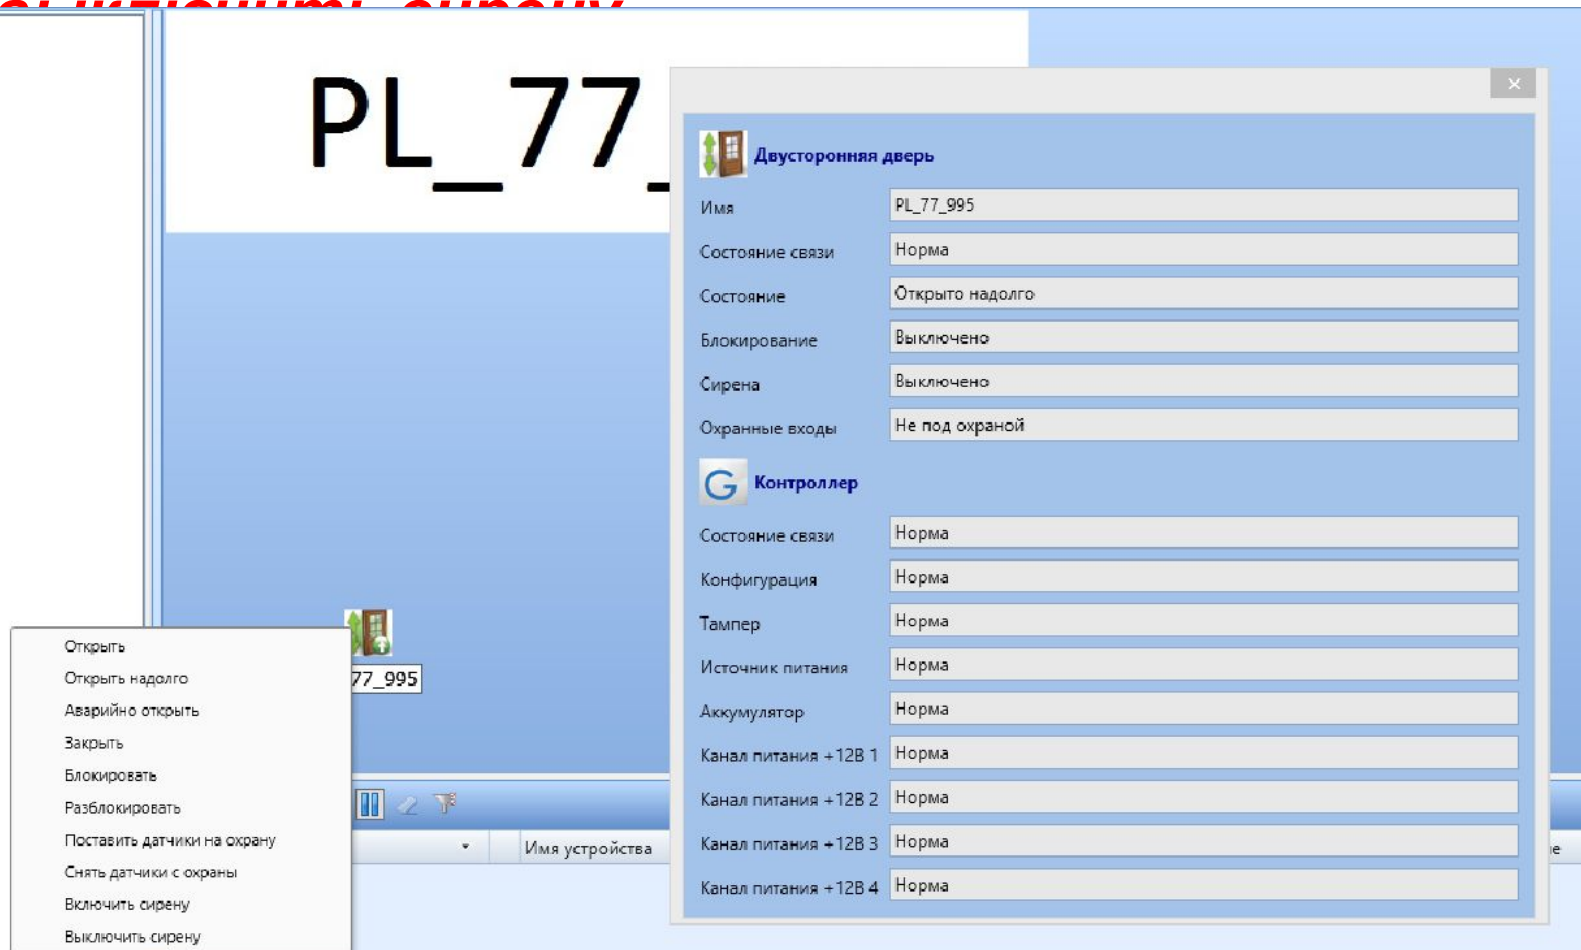 выключить сирену
PL_77_
Двусторонняя дверь
Имя PL_77_995
Состояние связи Норма
Состояние Открыто надолго
Блокирование Выключено
Сирена Выключено
Охранные входы Не под охраной
Контроллер
Состояние связи Норма
Конфигурация Норма
Тампер Норма
Источник питания Норма
Аккумулятор Норма
Канал питания +12В 1 Норма
Канал питания +12В 2 Норма
Канал питания +12В 3 Норма
Канал питания +12В 4 Норма
77_995
Открыть
Открыть надолго
Аварийно открыть
Закрыть
Блокировать
Разблокировать
Поставить датчики на охрану
Снять датчики с охраны
Включить сирену
Выключить сирену
Имя устройства